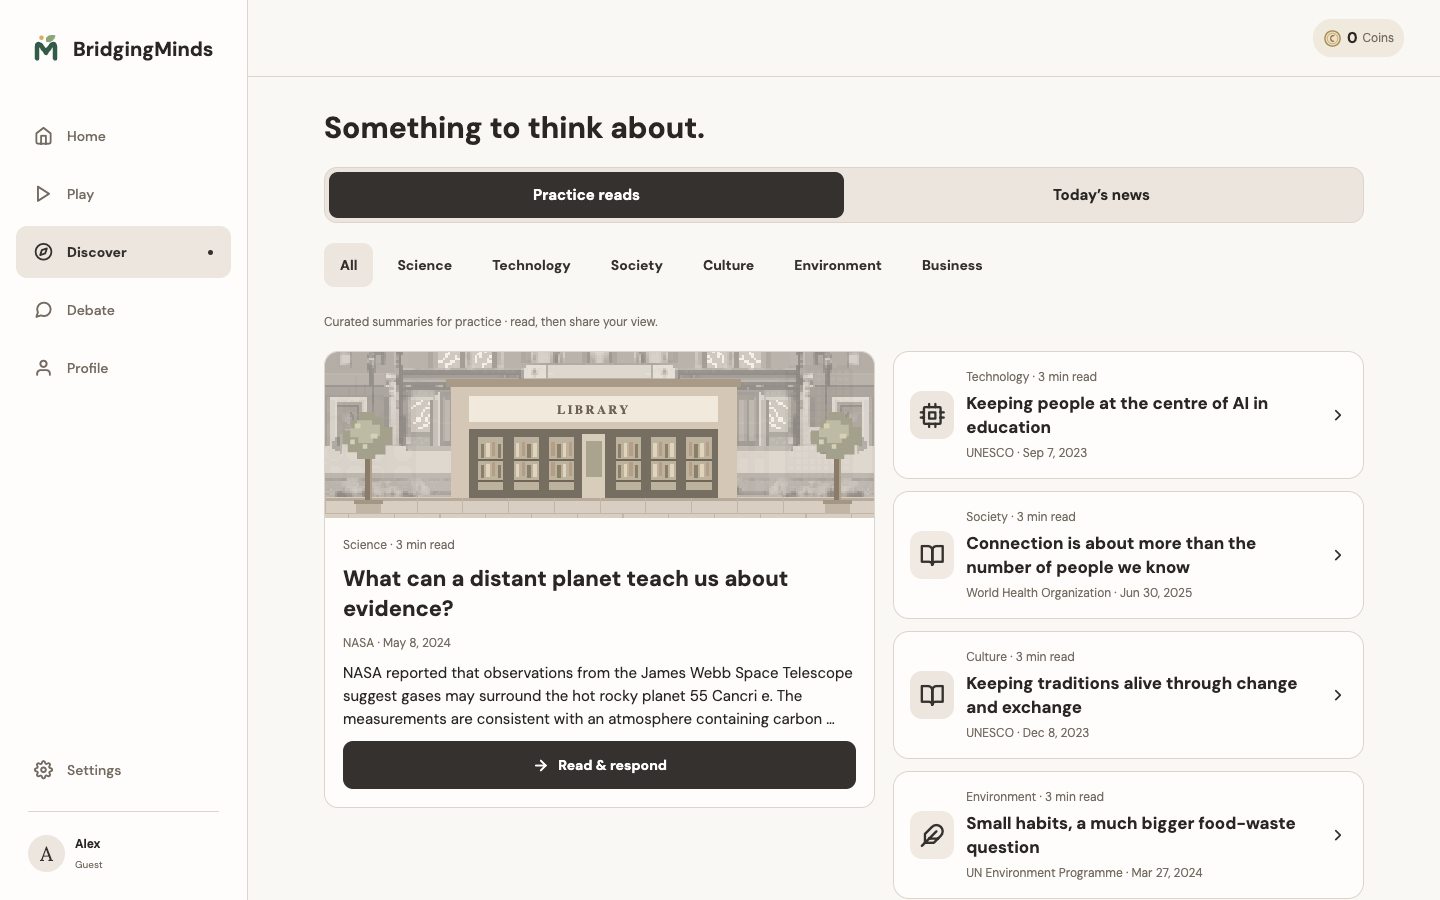 BridgingMinds
0 Coins
Home
Play
Discover
Debate
Profile
Settings
A
Alex
Guest
Something to think about.
Practice reads
Today’s news
All
Science
Technology
Society
Culture
Environment
Business
Curated summaries for practice · read, then share your view.
LIBRARY
Science · 3 min read
What can a distant planet teach us about
evidence?
NASA · May 8, 2024
NASA reported that observations from the James Webb Space Telescope
suggest gases may surround the hot rocky planet 55 Cancri e. The
measurements are consistent with an atmosphere containing carbon ...
Read & respond
Technology · 3 min read
Keeping people at the centre of AI in
education
UNESCO · Sep 7, 2023
Society · 3 min read
Connection is about more than the
number of people we know
World Health Organization · Jun 30, 2025
Culture · 3 min read
Keeping traditions alive through change
and exchange
UNESCO · Dec 8, 2023
Environment · 3 min read
Small habits, a much bigger food-waste
question
UN Environment Programme · Mar 27, 2024